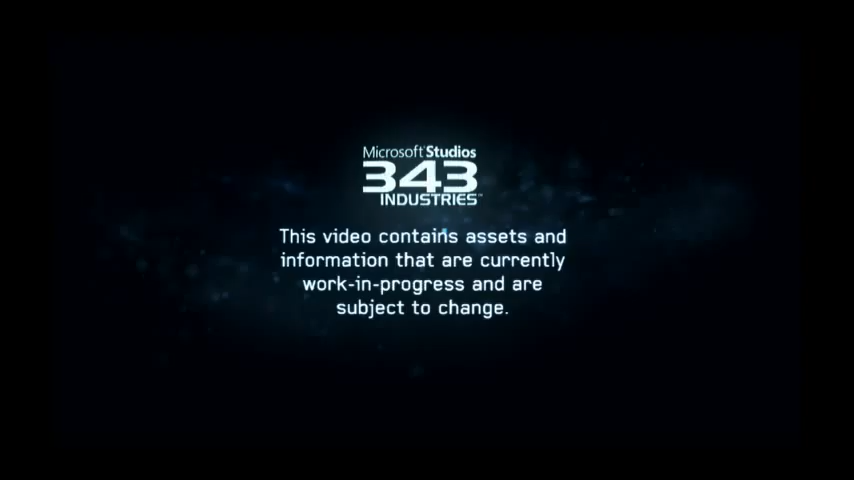 Microsoft Studios
343
INDUSTRIES™
This video contains assets and
information that are currently
work-in-progress and are
subject to change.